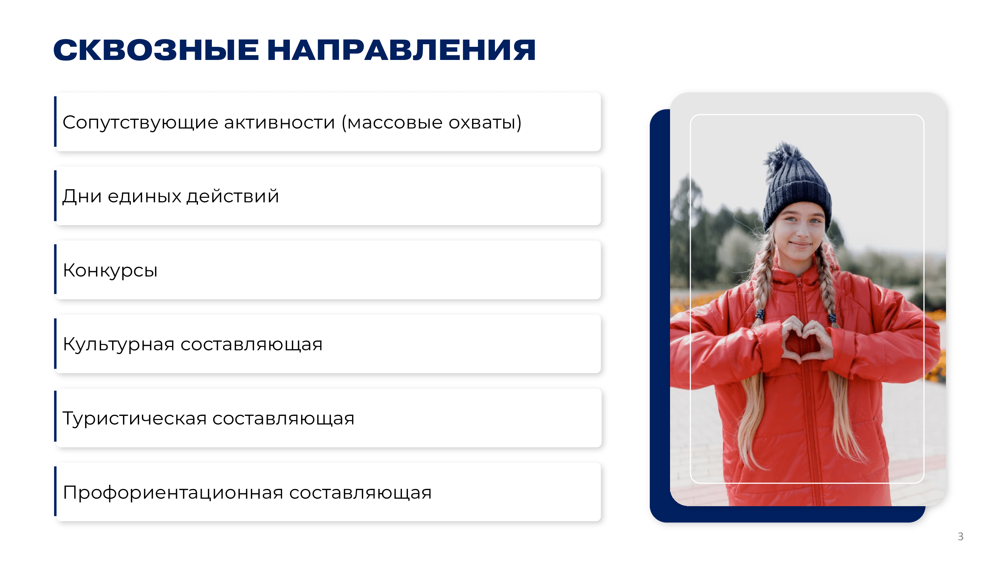 СКВОЗНЫЕ НАПРАВЛЕНИЯ
Сопутствующие активности (массовые охваты)
Дни единых действий
Конкурсы
Культурная составляющая
Туристическая составляющая
Профориентационная составляющая
3